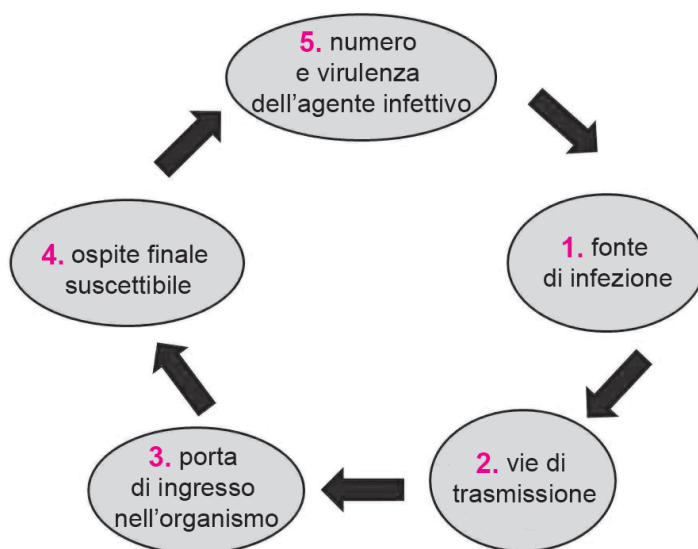 5. numero
e virulenza
dell'agente infettivo
1. fonte
di infezione
2. vie di
trasmissione
3. porta
di ingresso
nell'organismo
4. ospite finale
suscettibile